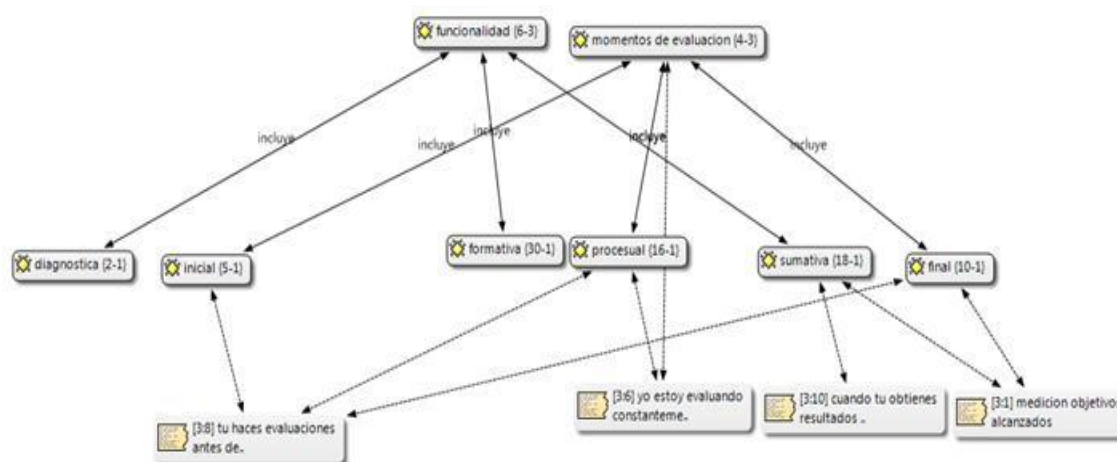 funcionalidad (6-3)
momentos de evaluacion (4-3)
incluye
incluye
incluye
incluye
incluye
diagnostica (2-1)
inicial (5-1)
formativa (30-1)
procesual (16-1)
sumativa (18-1)
final (10-1)
[3:8] tu haces evaluaciones
antes de..
[3:6] yo estoy evaluando
constanteme..
[3:10] cuando tu obtienes
resultados ..
[3:1] medicion objetivos
alcanzados